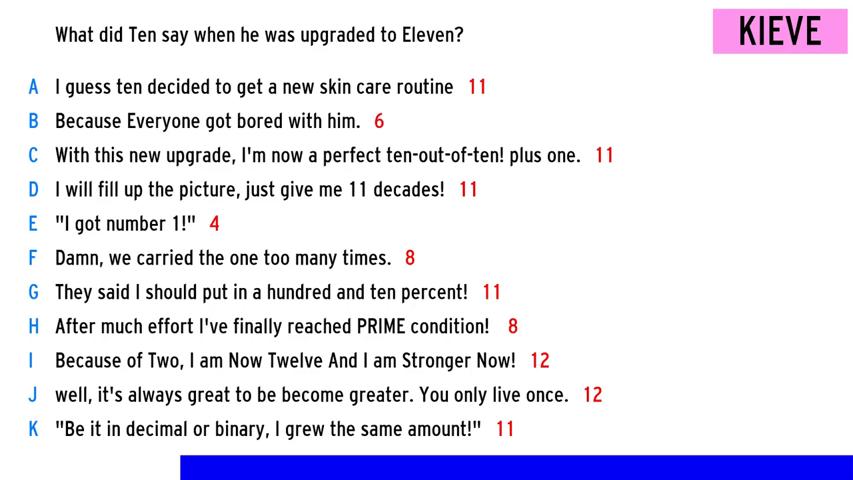 What did Ten say when he was upgraded to Eleven?
KIEVE
A I guess ten decided to get a new skin care routine 11
B Because Everyone got bored with him. 6
C With this new upgrade, I'm now a perfect ten-out-of-ten! plus one. 11
D I will fill up the picture, just give me 11 decades! 11
E "I got number 1!" 4
F Damn, we carried the one too many times. 8
G They said I should put in a hundred and ten percent! 11
H After much effort I've finally reached PRIME condition! 8
I Because of Two, I am Now Twelve And I am Stronger Now! 12
J well, it's always great to be become greater. You only live once. 12
K "Be it in decimal or binary, I grew the same amount!" 11